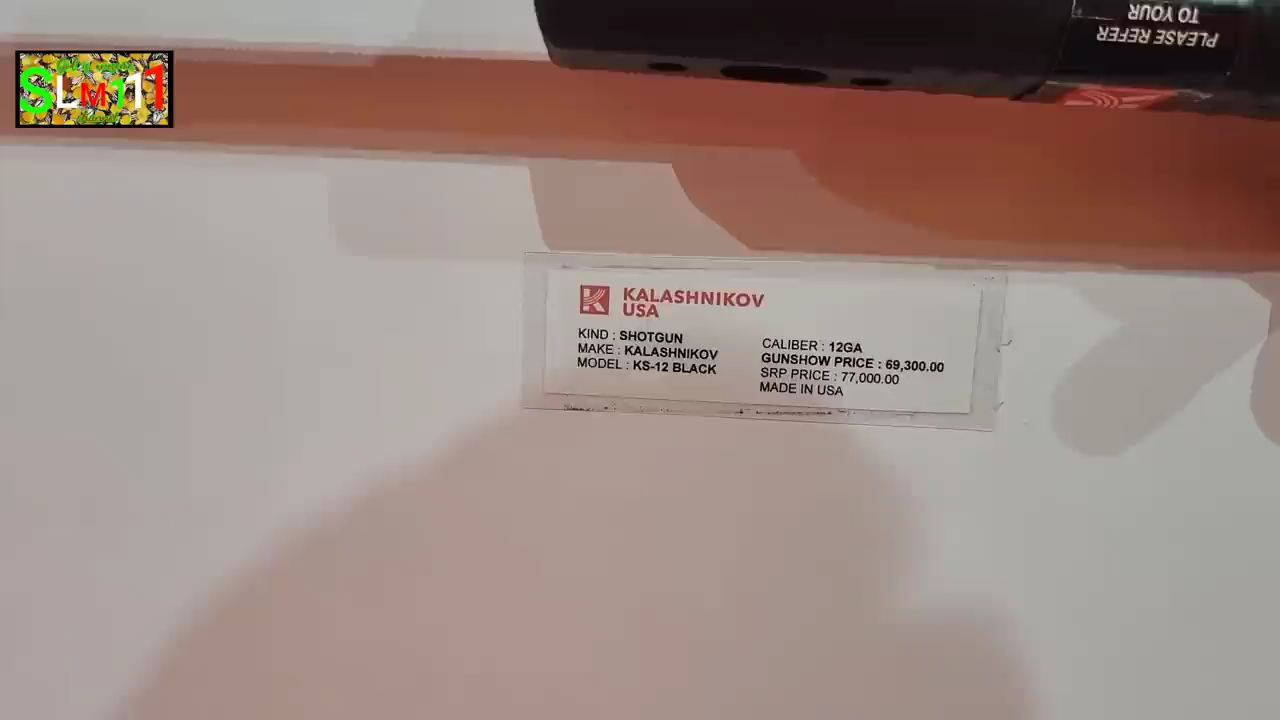 PLEASE REFER
TO YOUR
SLM111
KALASHNIKOV
USA
KIND : SHOTGUN
MAKE : KALASHNIKOV
MODEL : KS-12 BLACK
CALIBER : 12GA
GUNSHOW PRICE : 69,300.00
SRP PRICE : 77,000.00
MADE IN USA